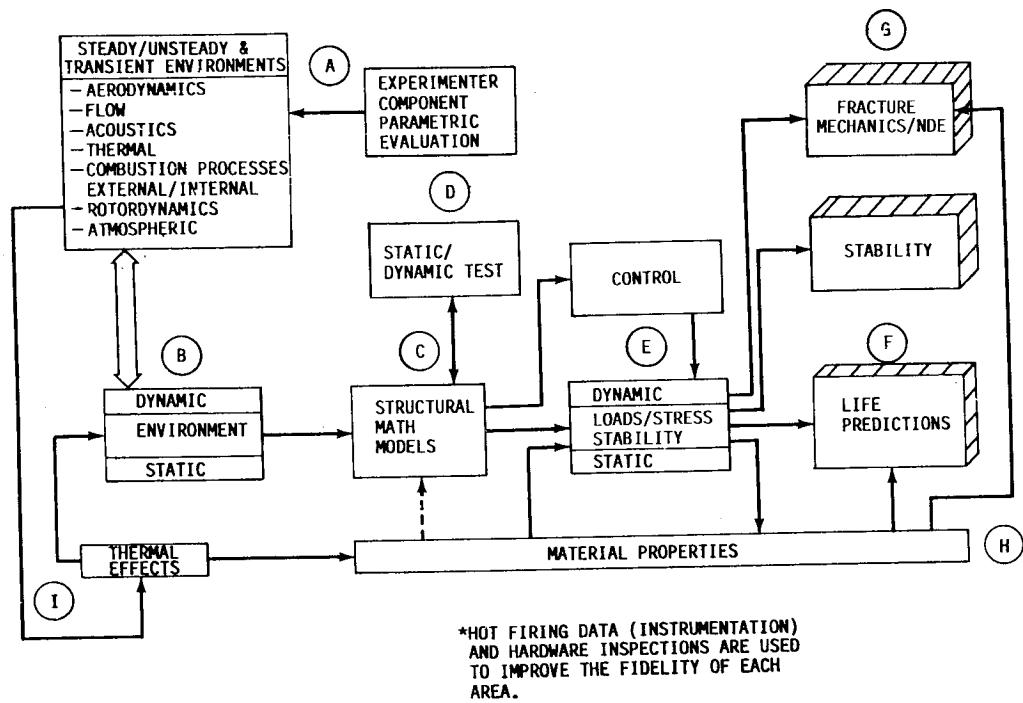 STEADY/UNSTEADY &
TRANSIENT ENVIRONMENTS
—AERODYNAMICS
—FLOW
—ACOUSTICS
—THERMAL
—COMBUSTION PROCESSES
EXTERNAL/INTERNAL
—ROTORDYNAMICS
—ATMOSPHERIC
A
EXPERIMENTER
COMPONENT
PARAMETRIC
EVALUATION
G
FRACTURE
MECHANICS/NDE
D
STATIC/
DYNAMIC TEST
CONTROL
STABILITY
B
DYNAMIC
ENVIRONMENT
STATIC
C
STRUCTURAL
MATH
MODELS
E
DYNAMIC
LOADS/STRESS
STABILITY
STATIC
F
LIFE
PREDICTIONS
THERMAL
EFFECTS
MATERIAL PROPERTIES
H
I
*HOT FIRING DATA (INSTRUMENTATION)
AND HARDWARE INSPECTIONS ARE USED
TO IMPROVE THE FIDELITY OF EACH
AREA.